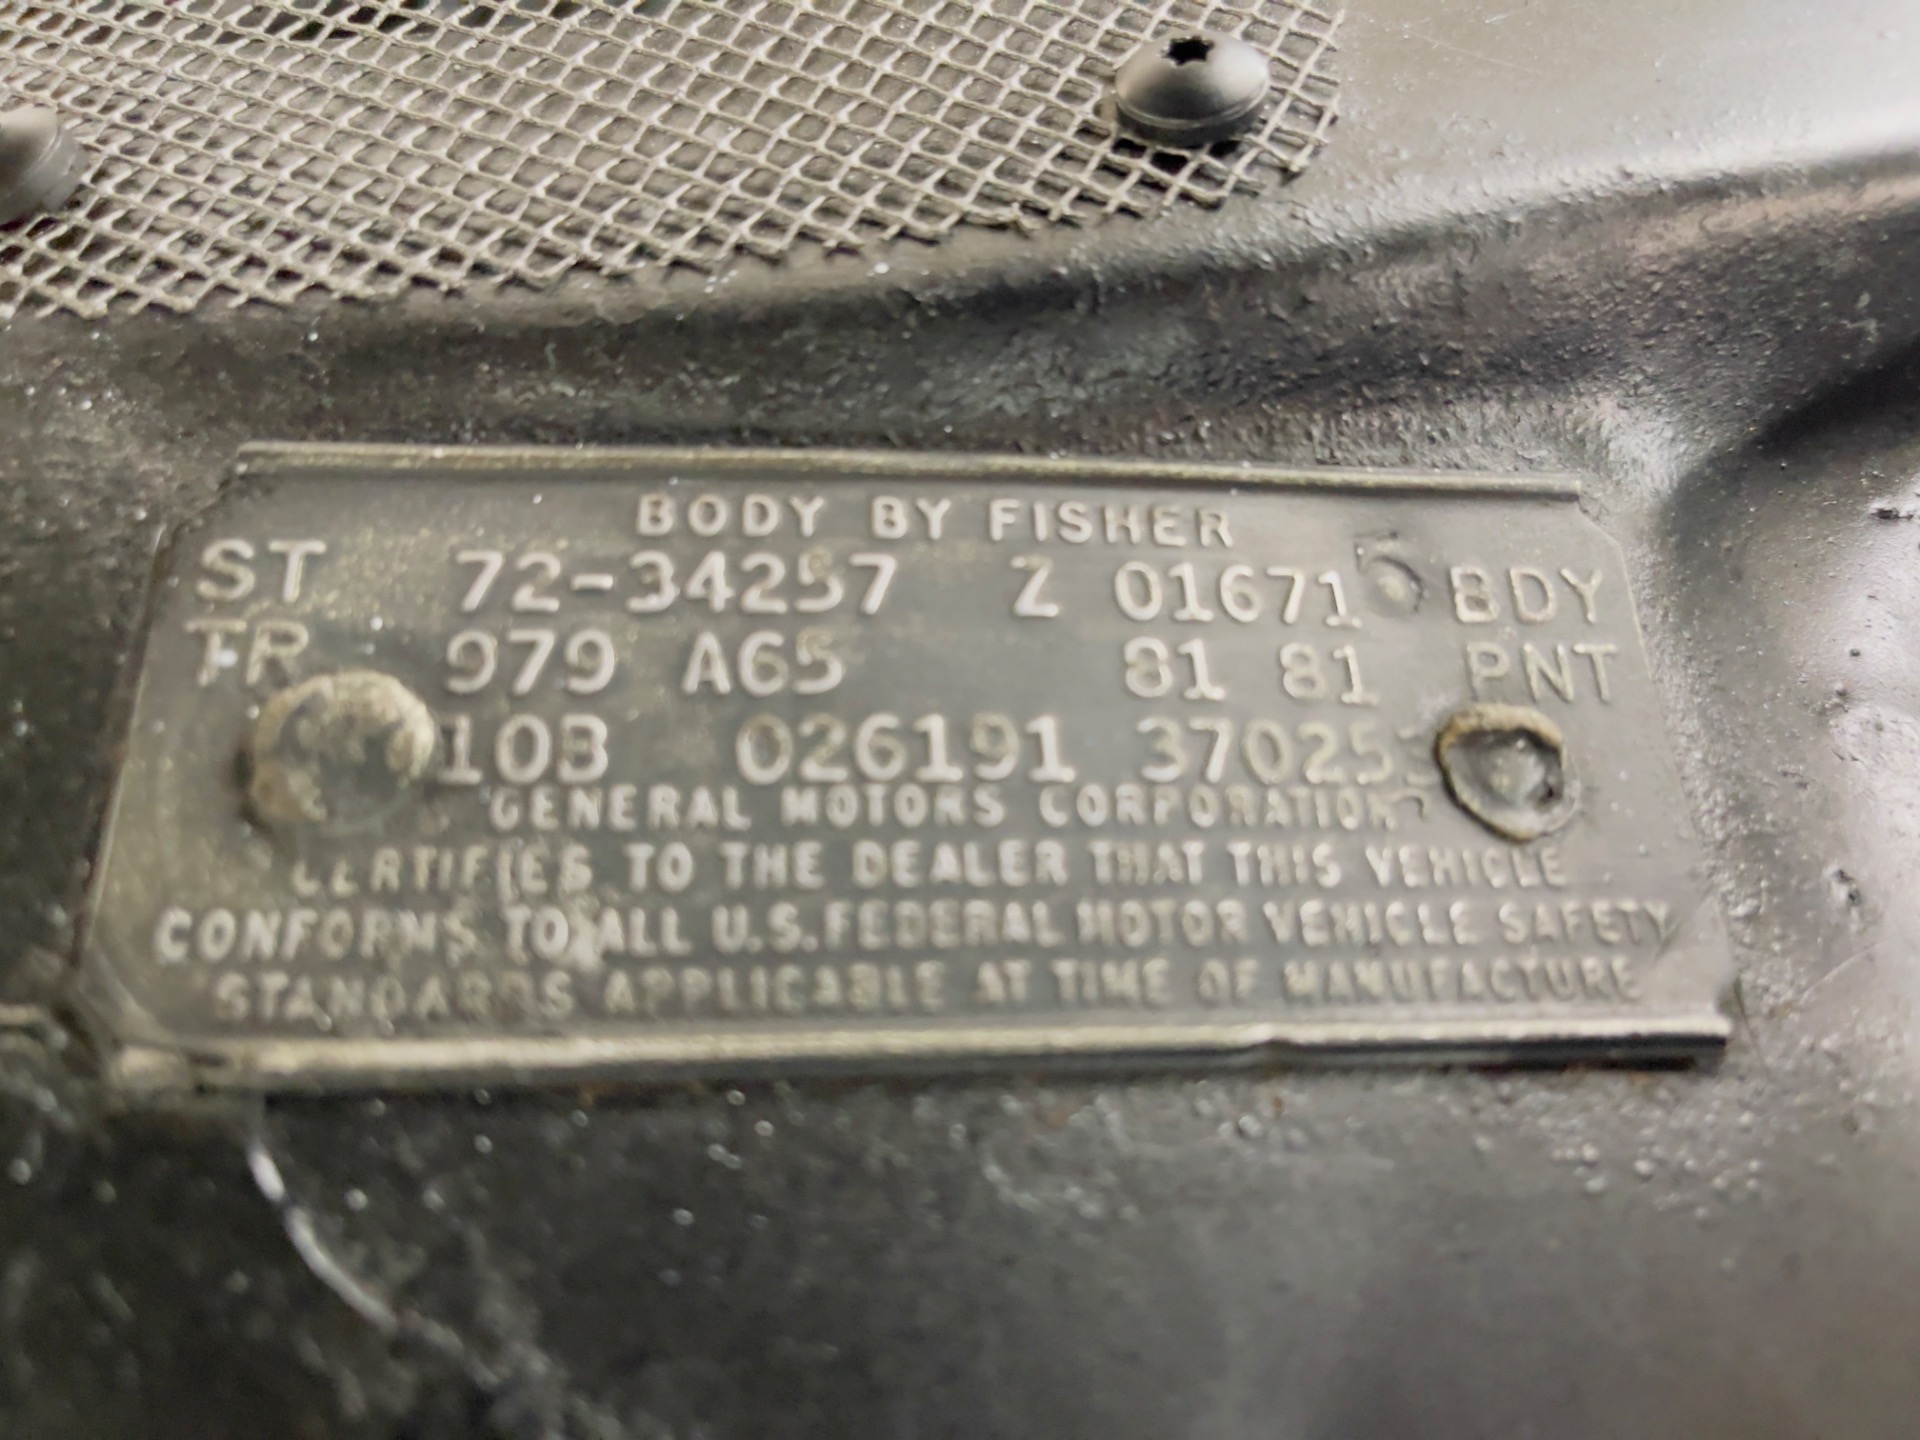 BODY BY FISHER
ST 72-34257 Z 016715 BDY
TR 979 A65 81 81 PNT
10B 026191 370255
GENERAL MOTORS CORPORATION
CERTIFIES TO THE DEALER THAT THIS VEHICLE
CONFORMS TO ALL U.S. FEDERAL MOTOR VEHICLE SAFETY
STANDARDS APPLICABLE AT TIME OF MANUFACTURE